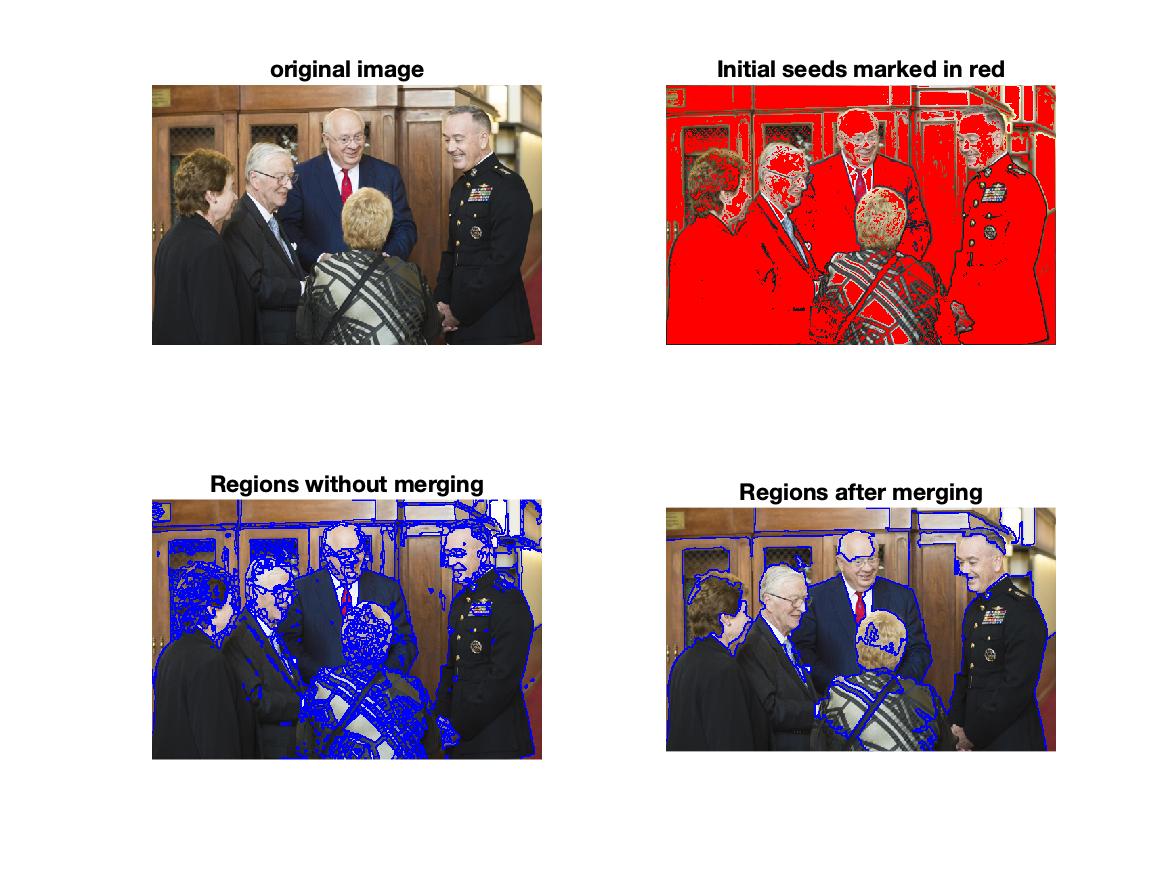 original image
Initial seeds marked in red
Regions without merging
Regions after merging